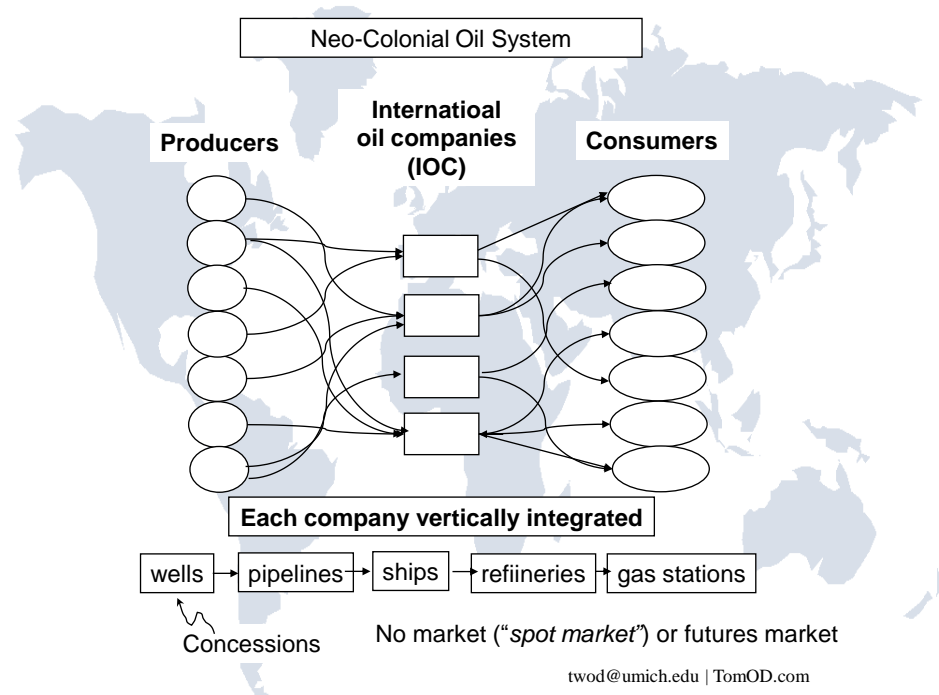 Neo-Colonial Oil System
Producers
Internatioal
oil companies
(IOC)
Consumers
Each company vertically integrated
wells
pipelines
ships
refiineries
gas stations
Concessions
No market (“spot market”) or futures market
twod@umich.edu | TomOD.com